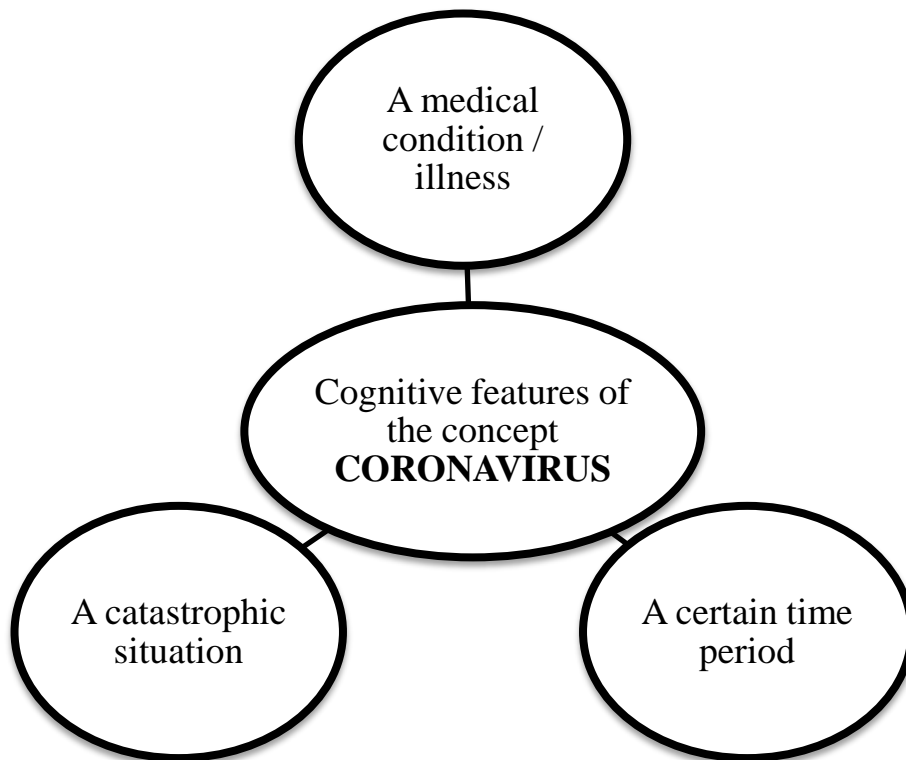 A medical
condition /
illness
Cognitive features of
the concept
CORONAVIRUS
A catastrophic
situation
A certain time
period